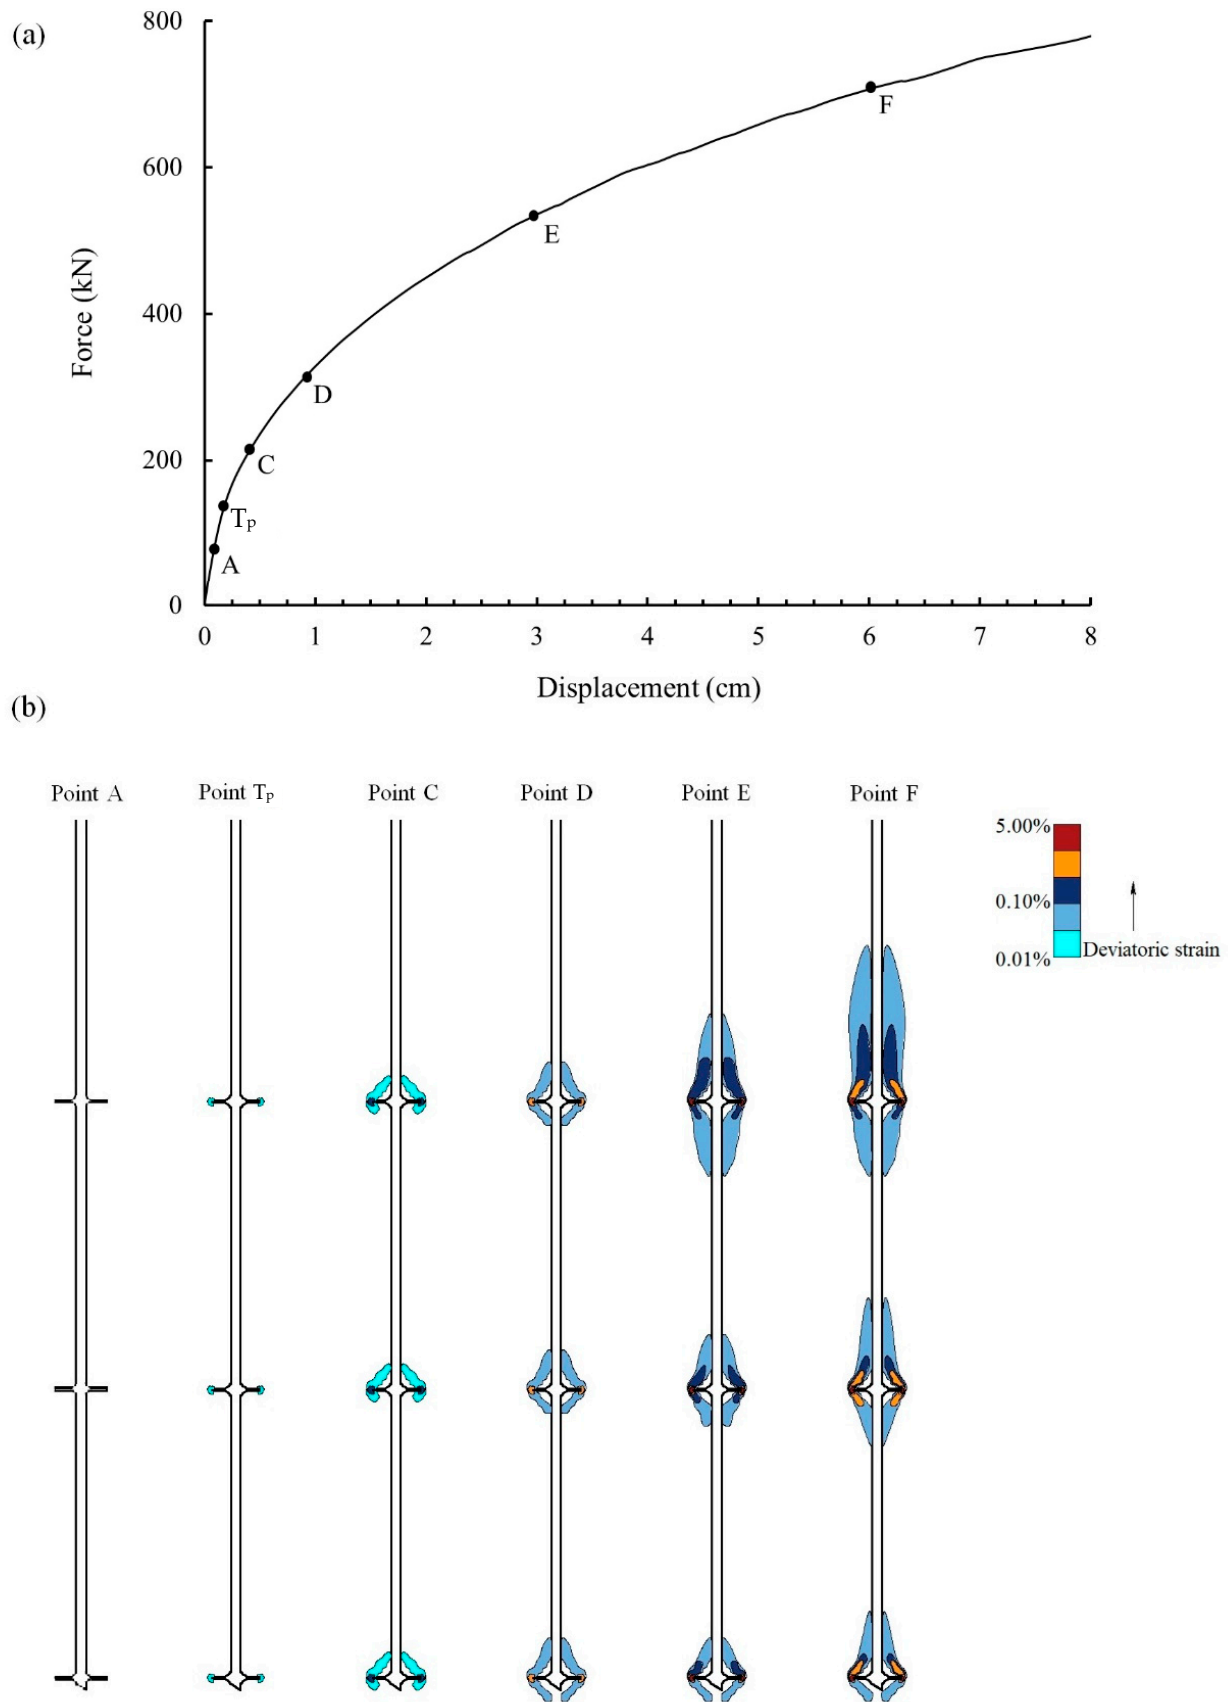 (a)
800
600
400
200
0
Force (kN)
A
Tₚ
C
D
E
F
0 1 2 3 4 5 6 7 8
Displacement (cm)
(b)
Point A Point Tₚ Point C Point D Point E Point F
5.00%
0.10%
0.01%
Deviatoric strain